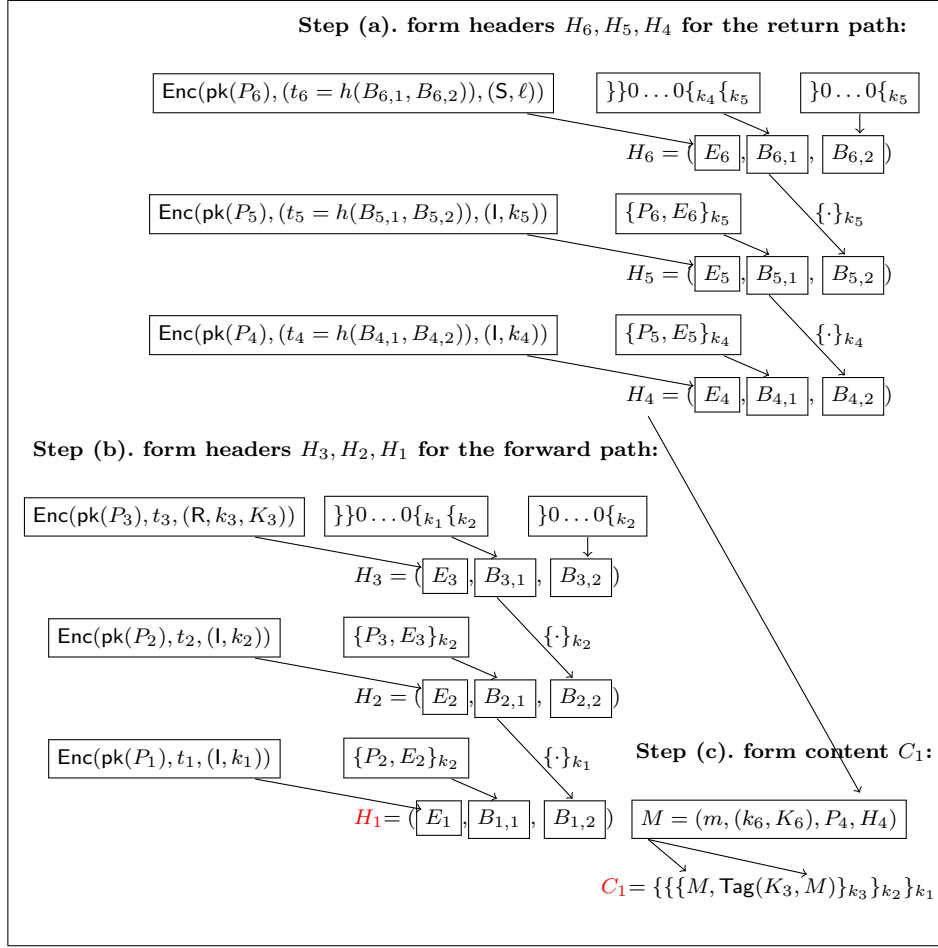 Step (a). form headers H₆, H₅, H₄ for the return path:
Enc(pk(P₆), (t₆ = h(B₆,₁, B₆,₂)), (S, ℓ)) }}0 . . . 0{ₖ₄{ₖ₅ }0 . . . 0{ₖ₅
H₆ = ( E₆ , B₆,₁ , B₆,₂ )
Enc(pk(P₅), (t₅ = h(B₅,₁, B₅,₂)), (I, k₅)) {P₆, E₆}ₖ₅ {·}ₖ₅
H₅ = ( E₅ , B₅,₁ , B₅,₂ )
Enc(pk(P₄), (t₄ = h(B₄,₁, B₄,₂)), (I, k₄)) {P₅, E₅}ₖ₄ {·}ₖ₄
H₄ = ( E₄ , B₄,₁ , B₄,₂ )
Step (b). form headers H₃, H₂, H₁ for the forward path:
Enc(pk(P₃), t₃, (R, k₃, K₃)) }}0 . . . 0{ₖ₁{ₖ₂ }0 . . . 0{ₖ₂
H₃ = ( E₃ , B₃,₁ , B₃,₂ )
Enc(pk(P₂), t₂, (I, k₂)) {P₃, E₃}ₖ₂ {·}ₖ₂
H₂ = ( E₂ , B₂,₁ , B₂,₂ )
Step (c). form content C₁:
Enc(pk(P₁), t₁, (I, k₁)) {P₂, E₂}ₖ₂ {·}ₖ₁
H₁= ( E₁ , B₁,₁ , B₁,₂ ) M = (m, (k₆, K₆), P₄, H₄)
C₁= {{{M, Tag(K₃, M)}ₖ₃}ₖ₂}ₖ₁